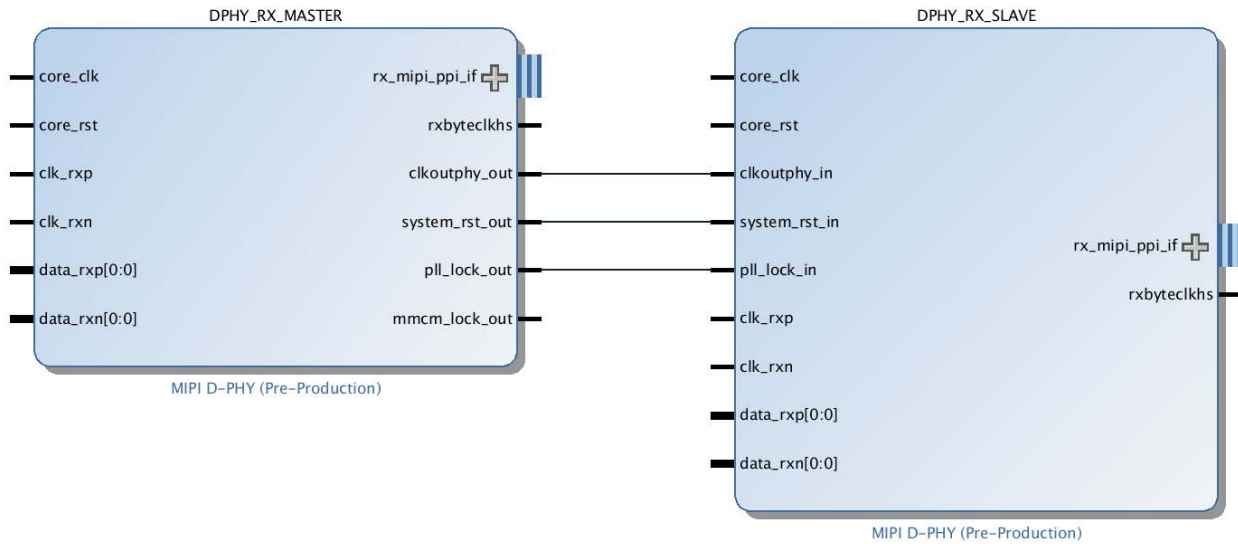 DPHY_RX_MASTER
core_clk
core_rst
clk_rxp
clk_rxn
data_rxp[0:0]
data_rxn[0:0]
rx_mipi_ppi_if
rxbyteclkhs
clkoutphy_out
system_rst_out
pll_lock_out
mmcm_lock_out
MIPI D-PHY (Pre-Production)
DPHY_RX_SLAVE
core_clk
core_rst
clkoutphy_in
system_rst_in
pll_lock_in
clk_rxp
clk_rxn
data_rxp[0:0]
data_rxn[0:0]
rx_mipi_ppi_if
rxbyteclkhs
MIPI D-PHY (Pre-Production)